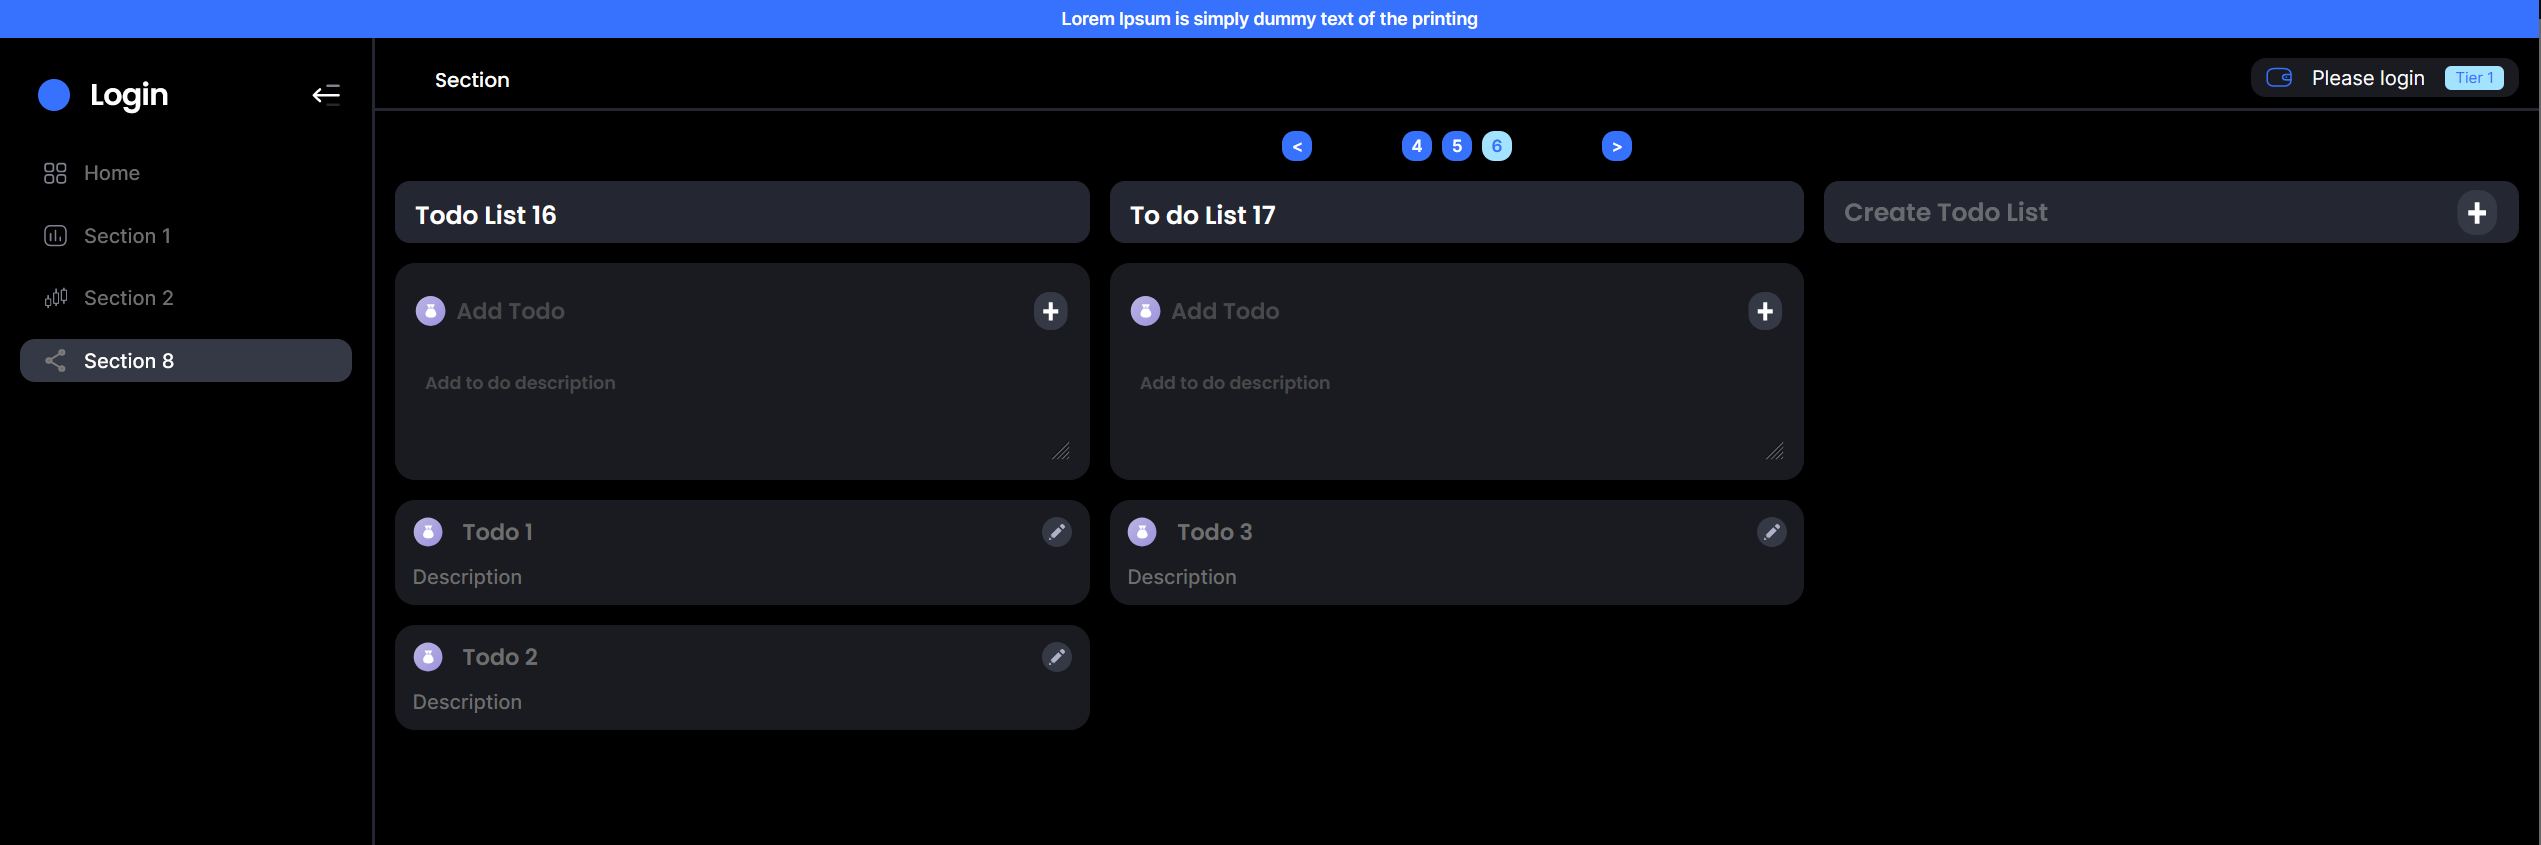 Lorem Ipsum is simply dummy text of the printing
Login
Home
Section 1
Section 2
Section 8
Section
Please login
Tier 1
< 4 5 6 >
Todo List 16
Add Todo
Add to do description
Todo 1
Description
Todo 2
Description
To do List 17
Add Todo
Add to do description
Todo 3
Description
Create Todo List